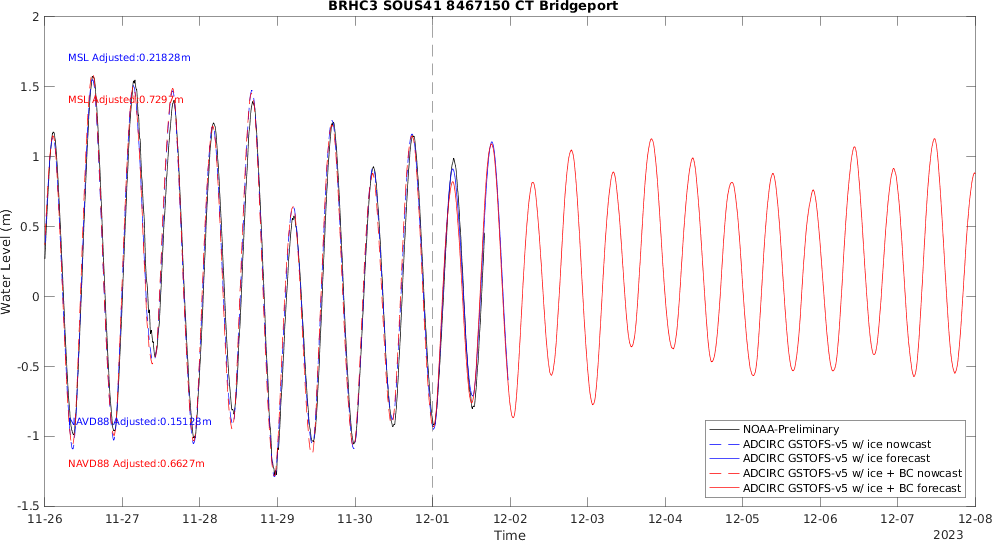 BRHC3 SOUS41 8467150 CT Bridgeport
2
MSL Adjusted:0.21828m
1.5
MSL Adjusted:0.7297m
1
0.5
Water Level (m)
0
-0.5
NAVD88 Adjusted:0.15123m
-1
NAVD88 Adjusted:0.6627m
-1.5
NOAA-Preliminary
ADCIRC GSTOFS-v5 w/ ice nowcast
ADCIRC GSTOFS-v5 w/ ice forecast
ADCIRC GSTOFS-v5 w/ ice + BC nowcast
ADCIRC GSTOFS-v5 w/ ice + BC forecast
11-26 11-27 11-28 11-29 11-30 12-01 12-02 12-03 12-04 12-05 12-06 12-07 12-08
Time
2023